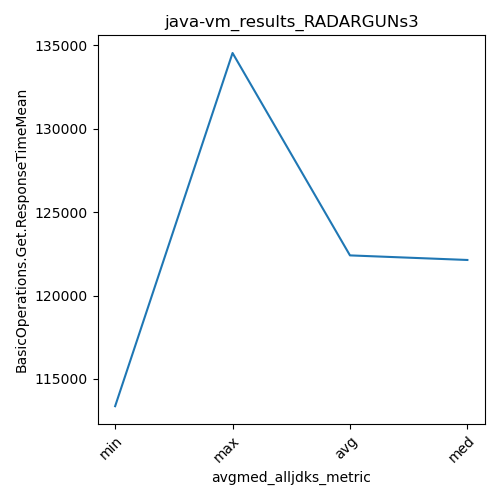 java-vm_results_RADARGUNs3
BasicOperations.Get.ResponseTimeMean
135000
130000
125000
120000
115000
min
max
avg
med
avgmed_alljdks_metric